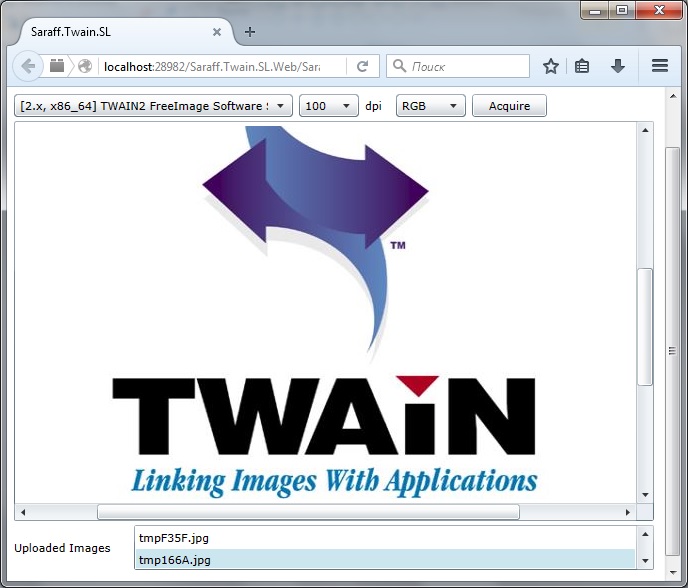 Saraff.Twain.SL
localhost:28982/Saraff.Twain.SL.Web/Sara
Поиск
[2.x, x86_64] TWAIN2 FreeImage Software S
100
dpi
RGB
Acquire
TM
TWAIN
Linking Images With Applications
Uploaded Images
tmpF35F.jpg
tmp166A.jpg